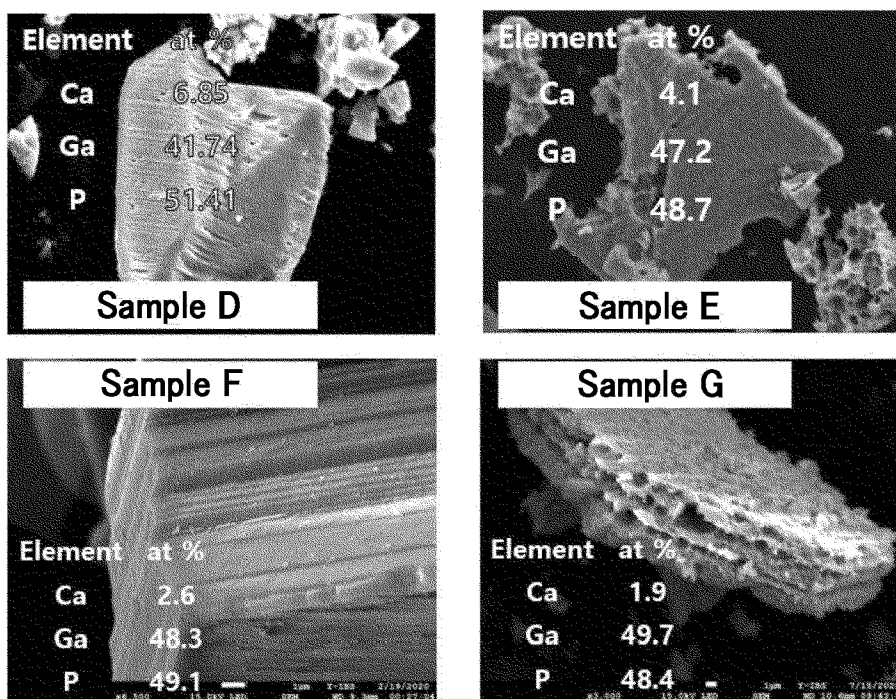 Element at %
Ca 6.85
Ga 41.74
P 51.41
Sample D
Element at %
Ca 4.1
Ga 47.2
P 48.7
Sample E
Sample F
Element at %
Ca 2.6
Ga 48.3
P 49.1
1μm
Sample G
Element at %
Ca 1.9
Ga 49.7
P 48.4
1μm